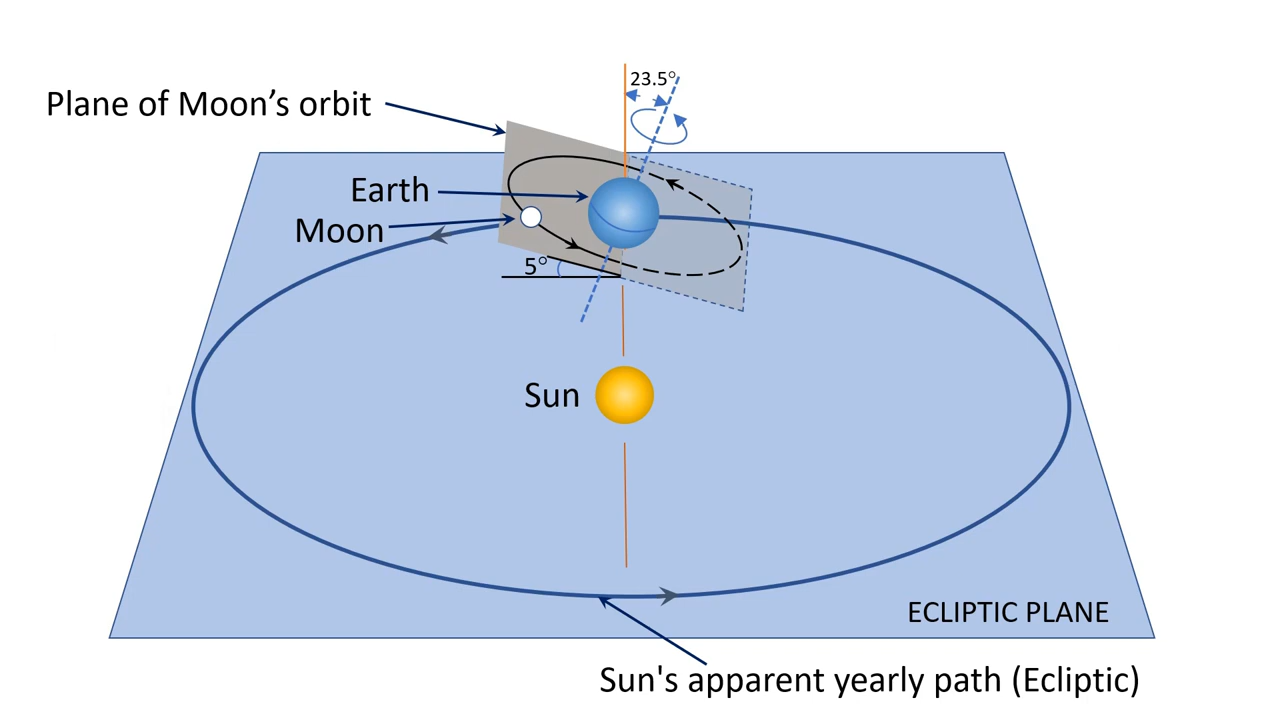 23.5°
Plane of Moon’s orbit
Earth
Moon
5°
Sun
ECLIPTIC PLANE
Sun's apparent yearly path (Ecliptic)